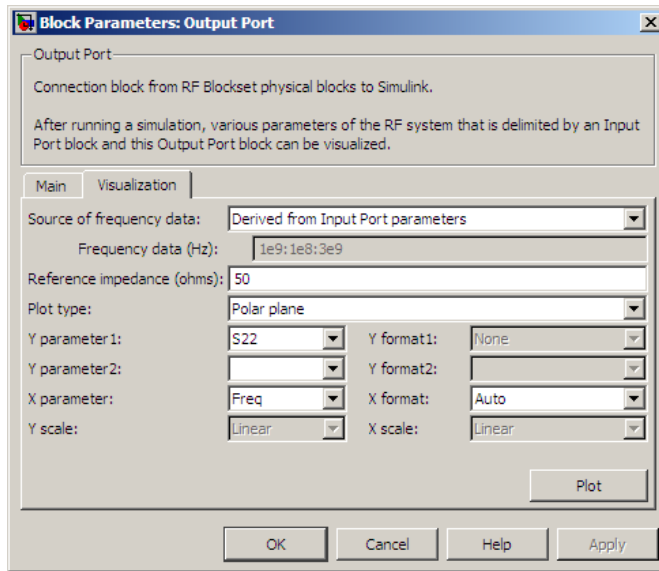 Block Parameters: Output Port
Output Port
Connection block from RF Blockset physical blocks to Simulink.
After running a simulation, various parameters of the RF system that is delimited by an Input
Port block and this Output Port block can be visualized.
Main Visualization
Source of frequency data: Derived from Input Port parameters
Frequency data (Hz): 1e9:1e8:3e9
Reference impedance (ohms): 50
Plot type: Polar plane
Y parameter1: S22 Y format1: None
Y parameter2: Y format2:
X parameter: Freq X format: Auto
Y scale: Linear X scale: Linear
Plot
OK Cancel Help Apply